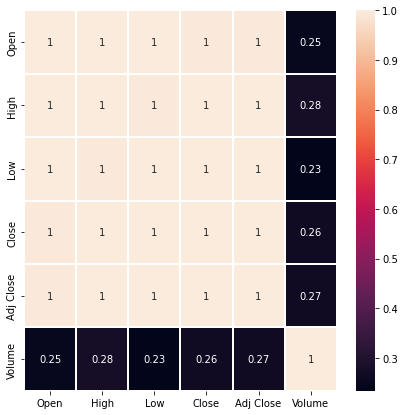 Open 1 1 1 1 1 0.25
High 1 1 1 1 1 0.28
Low 1 1 1 1 1 0.23
Close 1 1 1 1 1 0.26
Adj Close 1 1 1 1 1 0.27
Volume 0.25 0.28 0.23 0.26 0.27 1
Open High Low Close Adj Close Volume
1.0
0.9
0.8
0.7
0.6
0.5
0.4
0.3